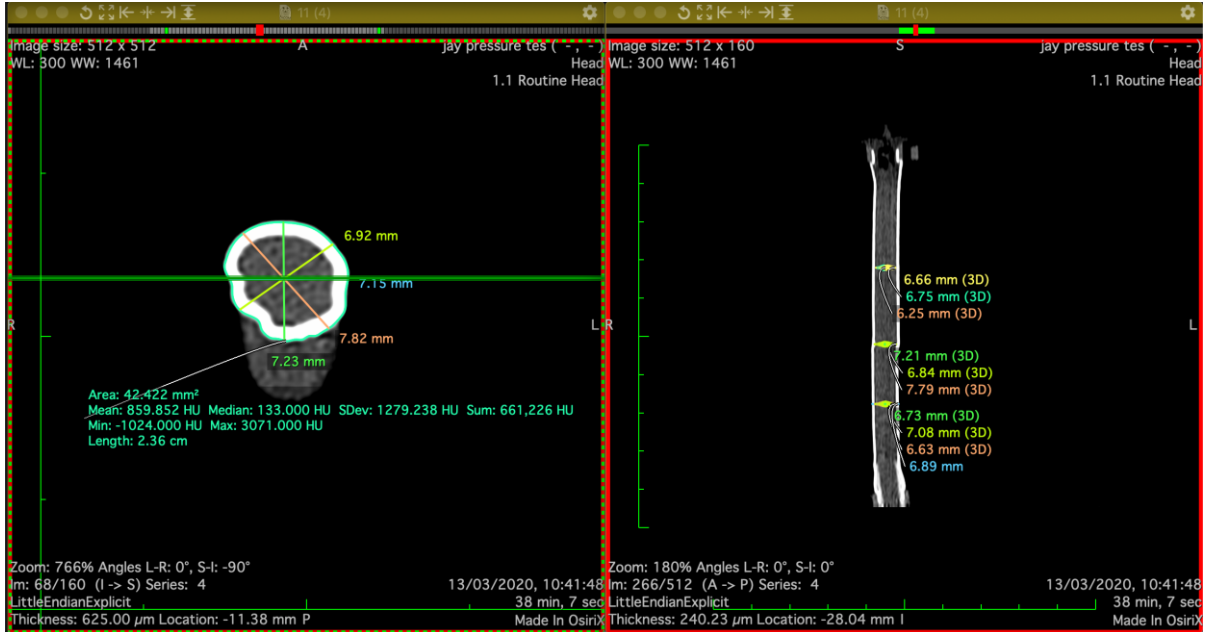 11 (4)
Image size: 512 x 512
A
jay pressure tes ( -, - )
WL: 300 WW: 1461
Head
1.1 Routine Head
6.92 mm
7.15 mm
R
L
7.82 mm
7.23 mm
Area: 42.422 mm²
Mean: 859.852 HU Median: 133.000 HU SDev: 1279.238 HU Sum: 661,226 HU
Min: -1024.000 HU Max: 3071.000 HU
Length: 2.36 cm
Zoom: 766% Angles L-R: 0°, S-I: -90°
Im: 68/160 (I -> S) Series: 4
13/03/2020, 10:41:48
LittleEndianExplicit
38 min, 7 sec
Thickness: 625.00 µm Location: -11.38 mm P
Made In OsiriX
11 (4)
Image size: 512 x 160
S
jay pressure tes ( -, - )
WL: 300 WW: 1461
Head
1.1 Routine Head
6.66 mm (3D)
6.75 mm (3D)
6.25 mm (3D)
R
L
7.21 mm (3D)
6.84 mm (3D)
7.79 mm (3D)
6.73 mm (3D)
7.08 mm (3D)
6.63 mm (3D)
6.89 mm
Zoom: 180% Angles L-R: 0°, S-I: 0°
Im: 266/512 (A -> P) Series: 4
13/03/2020, 10:41:48
LittleEndianExplicit
38 min, 7 sec
Thickness: 240.23 µm Location: -28.04 mm I
Made In OsiriX